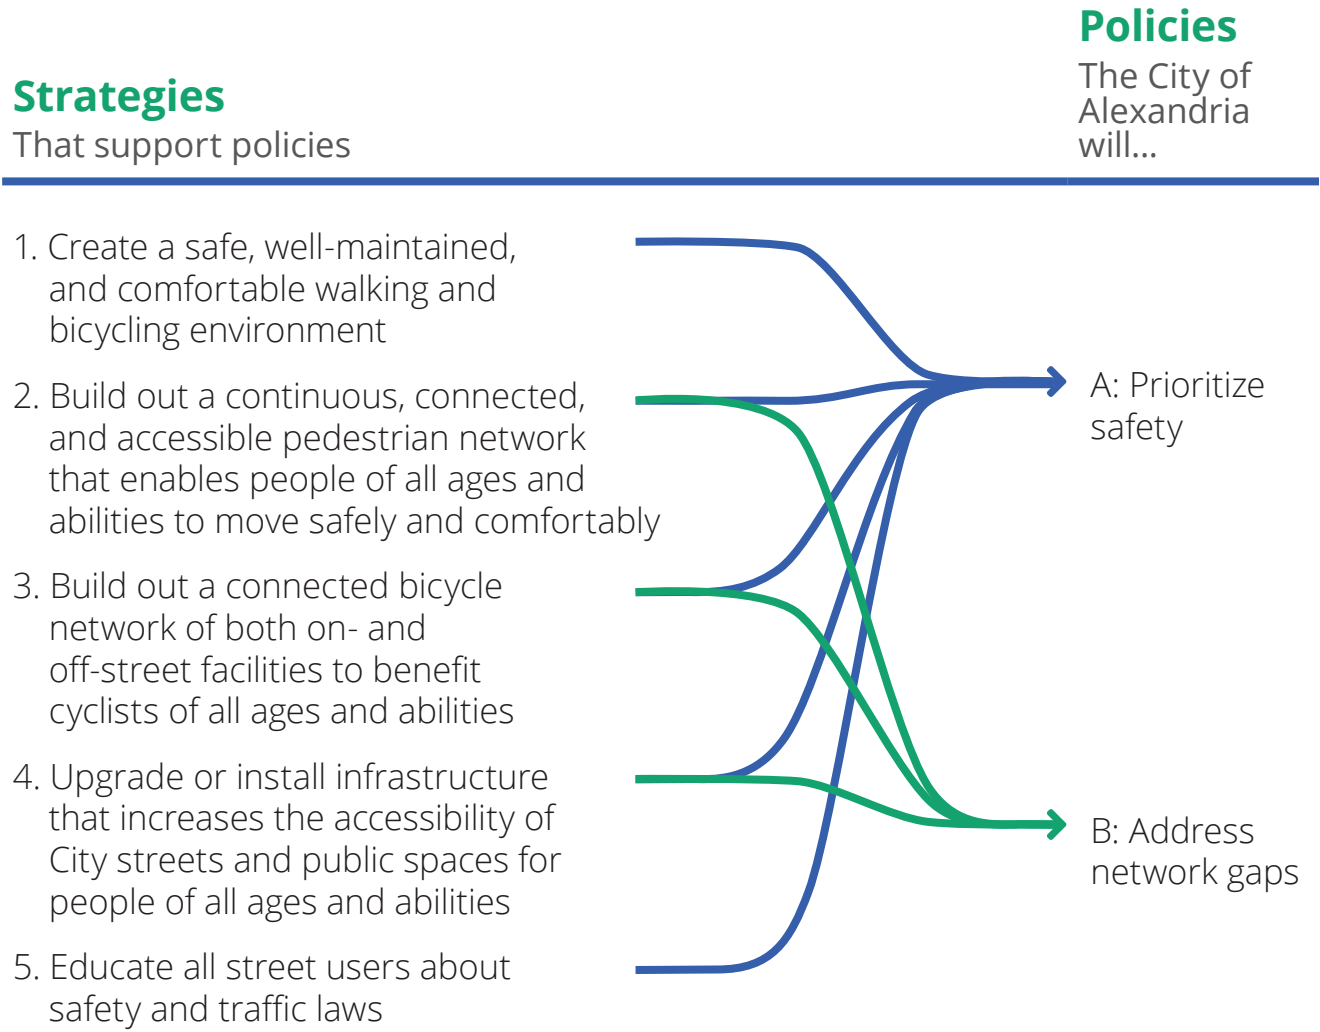 Strategies
That support policies
Policies
The City of
Alexandria
will...
1. Create a safe, well-maintained,
and comfortable walking and
bicycling environment
2. Build out a continuous, connected,
and accessible pedestrian network
that enables people of all ages and
abilities to move safely and comfortably
3. Build out a connected bicycle
network of both on- and
off-street facilities to benefit
cyclists of all ages and abilities
4. Upgrade or install infrastructure
that increases the accessibility of
City streets and public spaces for
people of all ages and abilities
5. Educate all street users about
safety and traffic laws
A: Prioritize
safety
B: Address
network gaps